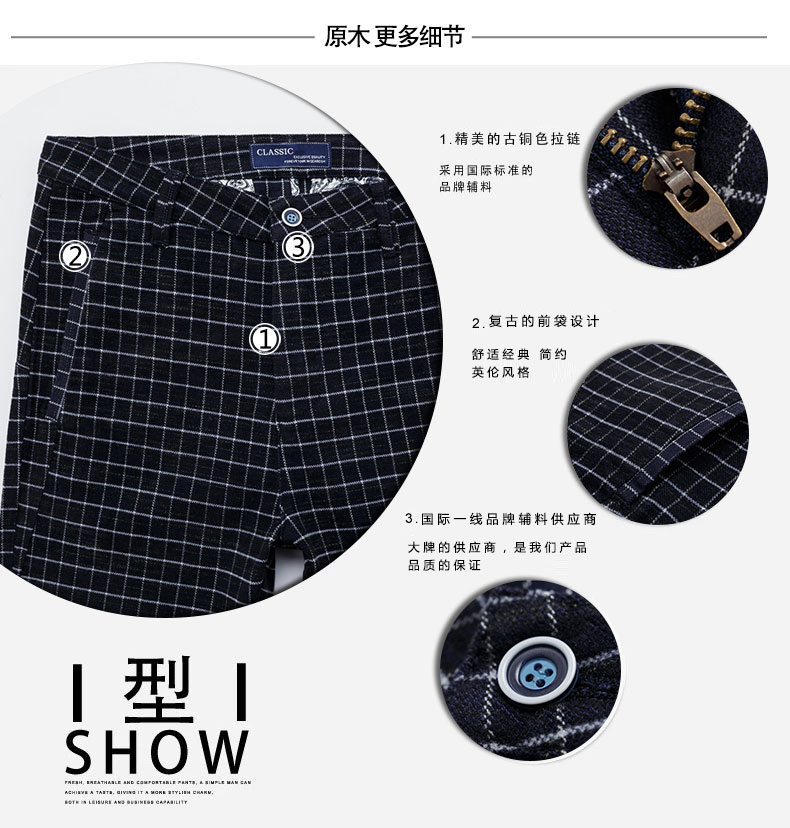 原木 更多细节
CLASSIC
EXCLUSIVE QUALITY
②
③
①
1.精美的古铜色拉链
采用国际标准的
品牌辅料
2.复古的前袋设计
舒适经典 简约
英伦风格
3.国际一线品牌辅料供应商
大牌的供应商，是我们产品
品质的保证
I 型 I
SHOW
FRESH, BREATHABLE AND COMFORTABLE PANTS, A SIMPLE MAN CAN
ACHIEVE A TASTE, GIVING IT A MORE STYLISH CHARM,
BOTH IN LEISURE AND BUSINESS CAPABILITY